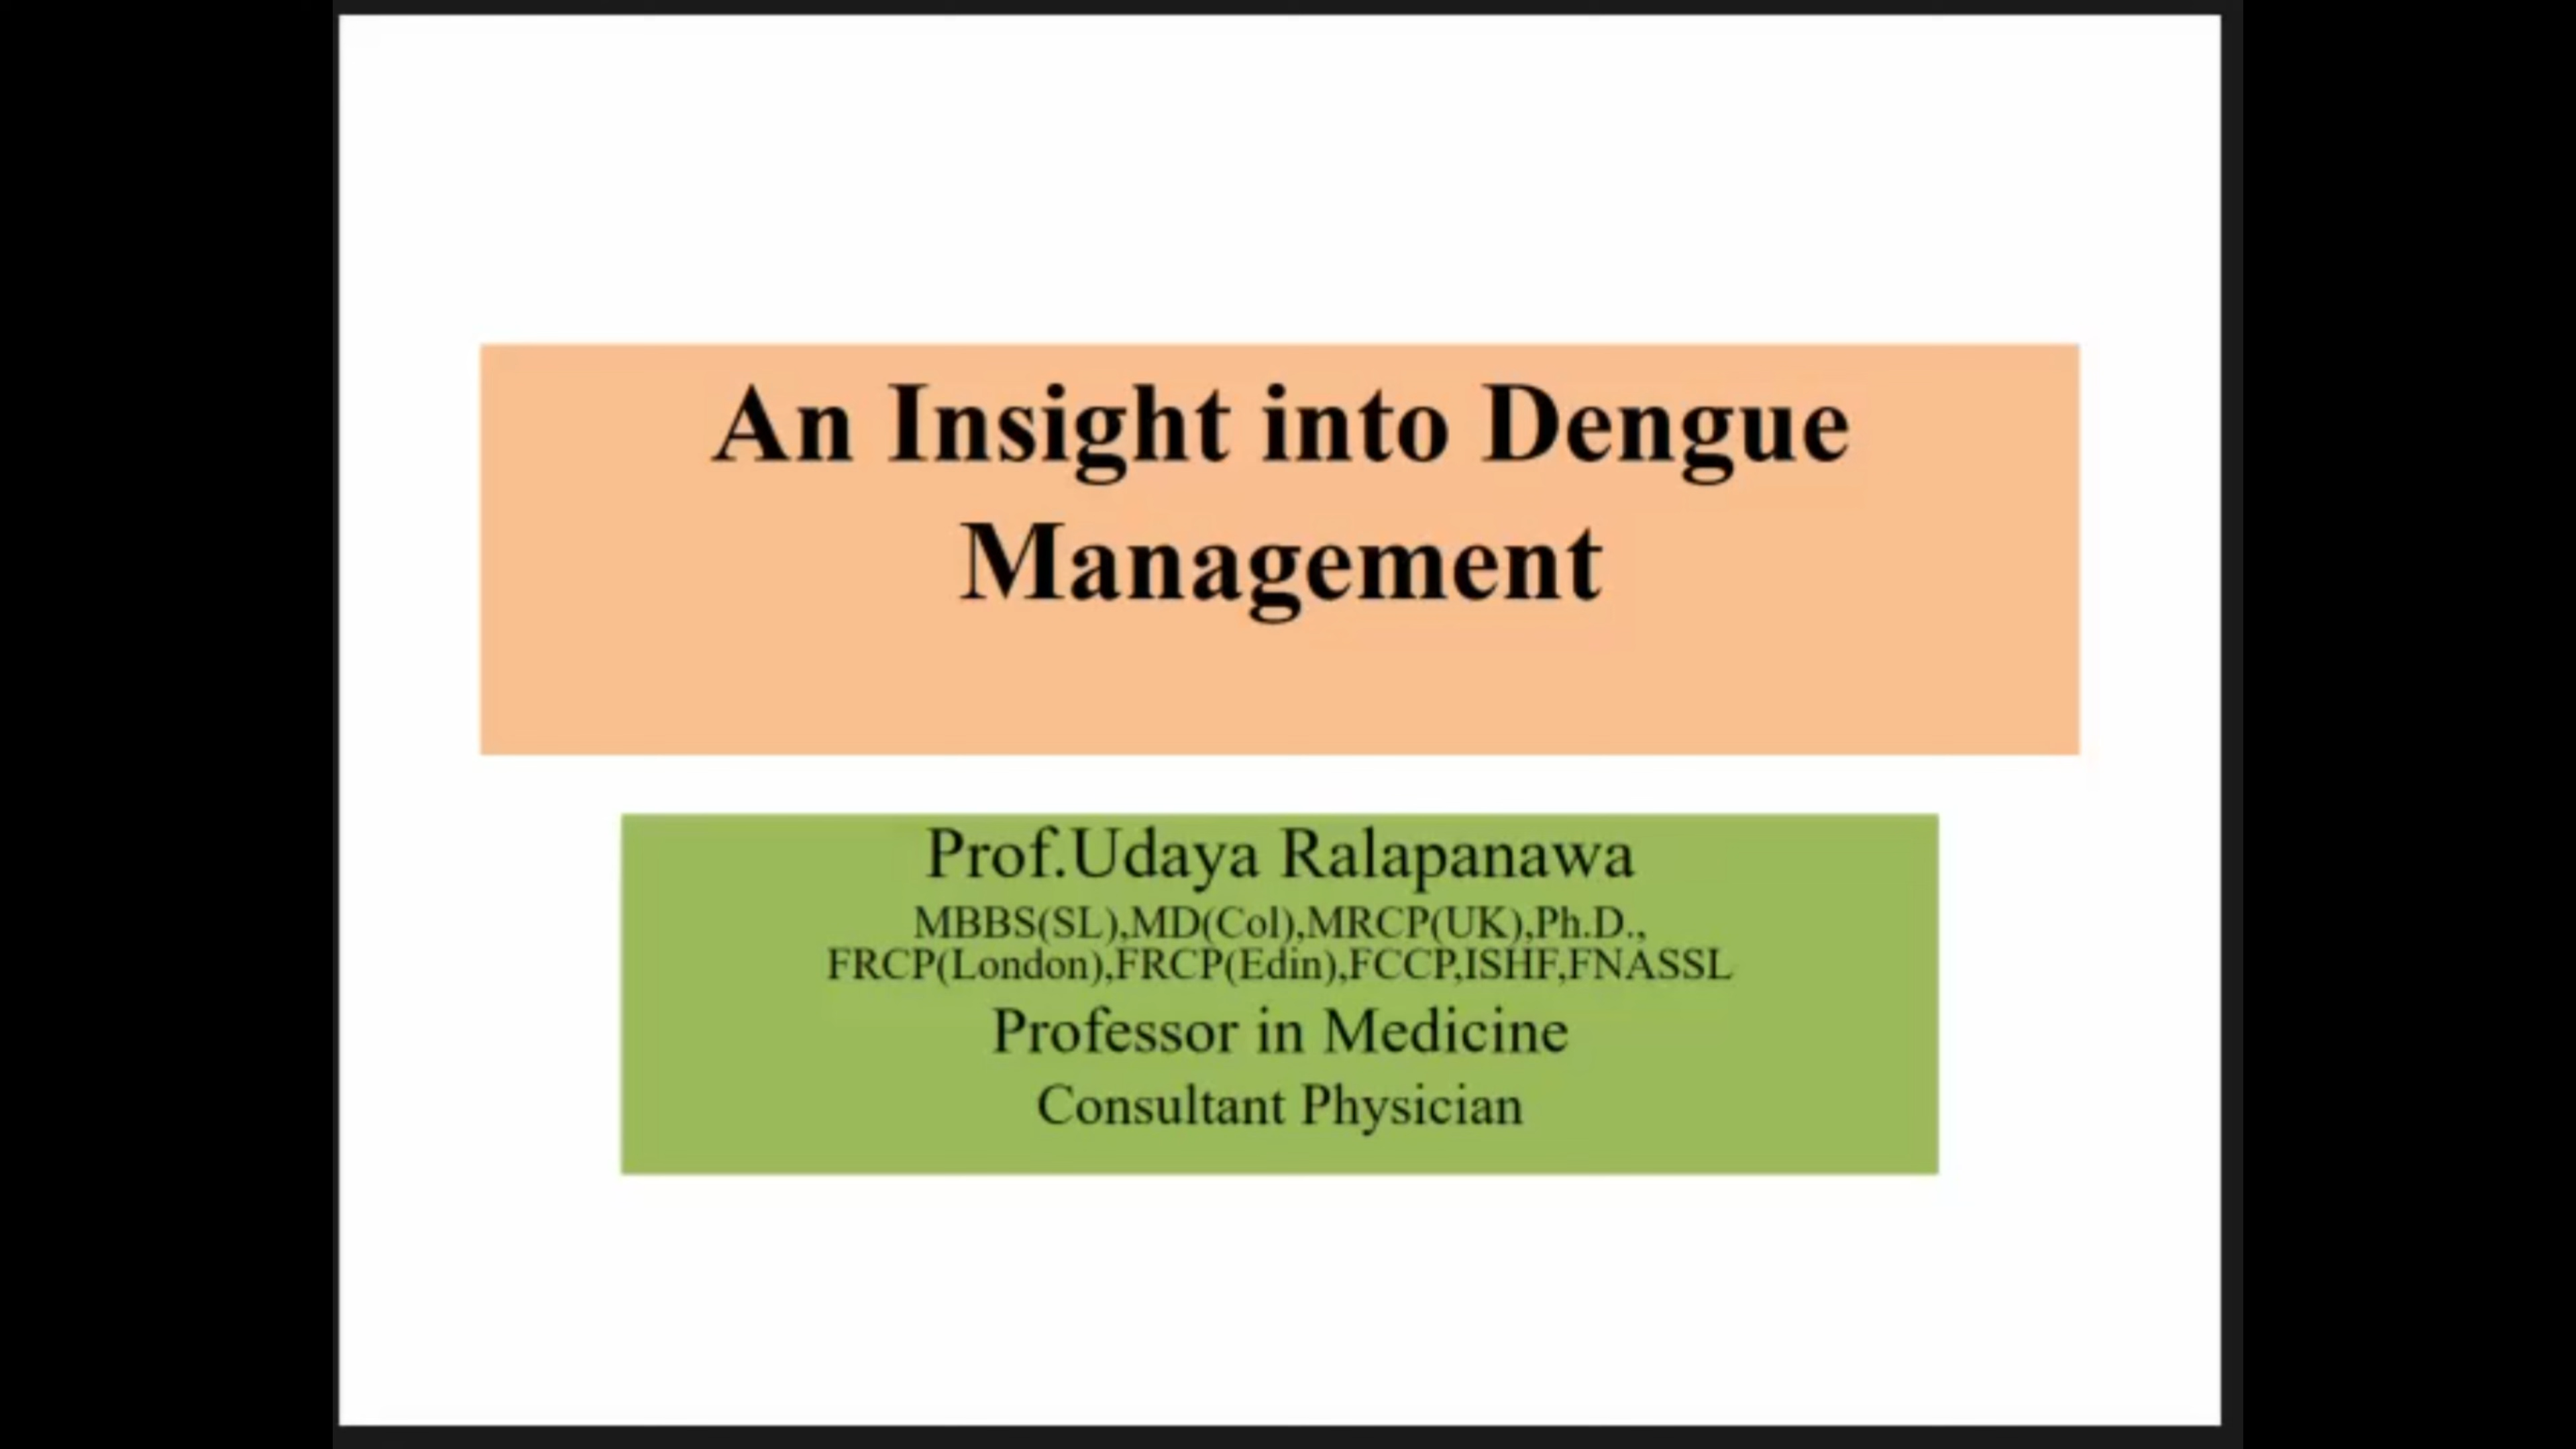 An Insight into Dengue
Management
Prof.Udaya Ralapanawa
MBBS(SL),MD(Col),MRCP(UK),Ph.D.,
FRCP(London),FRCP(Edin),FCCP,ISHF,FNASSL
Professor in Medicine
Consultant Physician